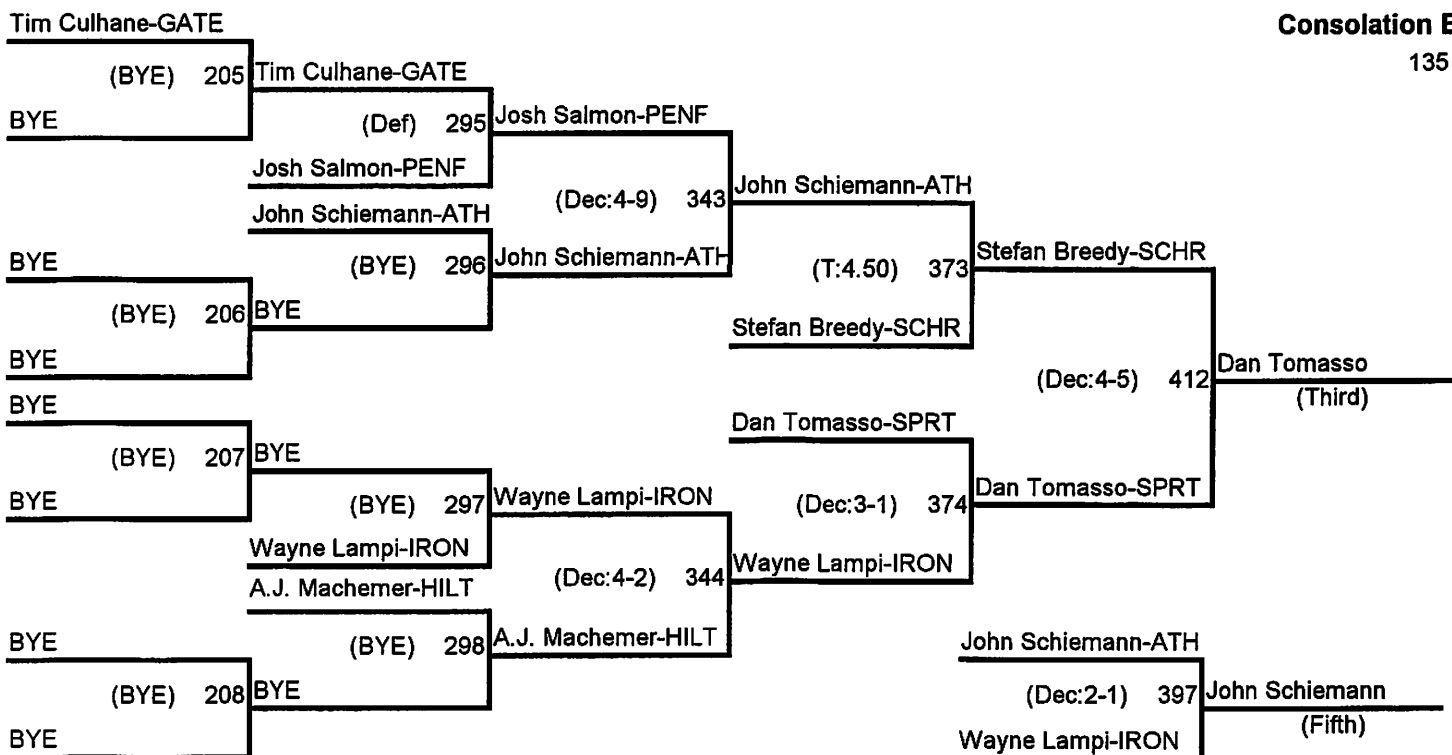 Tim Culhane-GATE
Consolation
135
(BYE) 205 Tim Culhane-GATE
BYE
(Def) 295 Josh Salmon-PENF
Josh Salmon-PENF
(Dec:4-9) 343 John Schiemann-ATH
John Schiemann-ATH
BYE
(BYE) 296 John Schiemann-ATH
(T:4.50) 373 Stefan Breedy-SCHR
(BYE) 206 BYE
Stefan Breedy-SCHR
BYE
(Dec:4-5) 412 Dan Tomasso
(Third)
BYE
Dan Tomasso-SPRT
(BYE) 207 BYE
BYE
(BYE) 297 Wayne Lampi-IRON
(Dec:3-1) 374 Dan Tomasso-SPRT
Wayne Lampi-IRON
(Dec:4-2) 344 Wayne Lampi-IRON
A.J. Machemer-HILT
BYE
(BYE) 298 A.J. Machemer-HILT
John Schiemann-ATH
(BYE) 208 BYE
(Dec:2-1) 397 John Schiemann
(Fifth)
BYE
Wayne Lampi-IRON